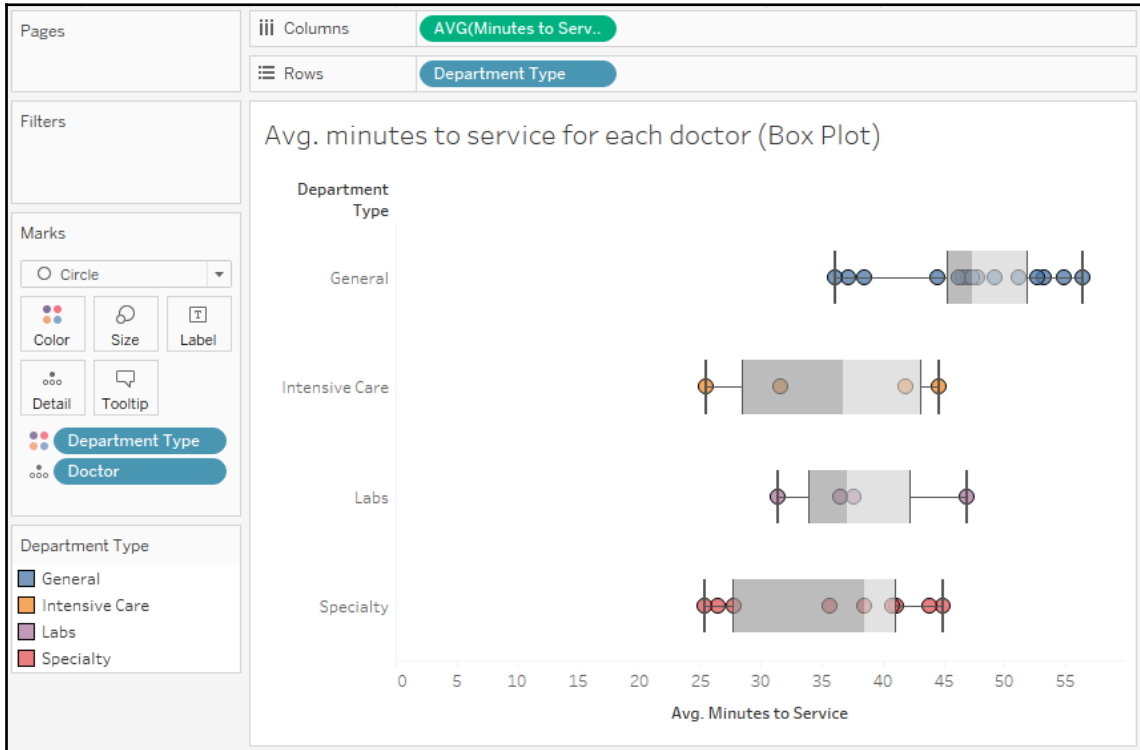 Pages
iii Columns
AVG(Minutes to Serv..
Rows
Department Type
Filters
Avg. minutes to service for each doctor (Box Plot)
Department
Type
Marks
Circle
Color
Size
T
Label
Detail
Tooltip
Department Type
Doctor
General
Intensive Care
Labs
Specialty
Department Type
General
Intensive Care
Labs
Specialty
0 5 10 15 20 25 30 35 40 45 50 55
Avg. Minutes to Service